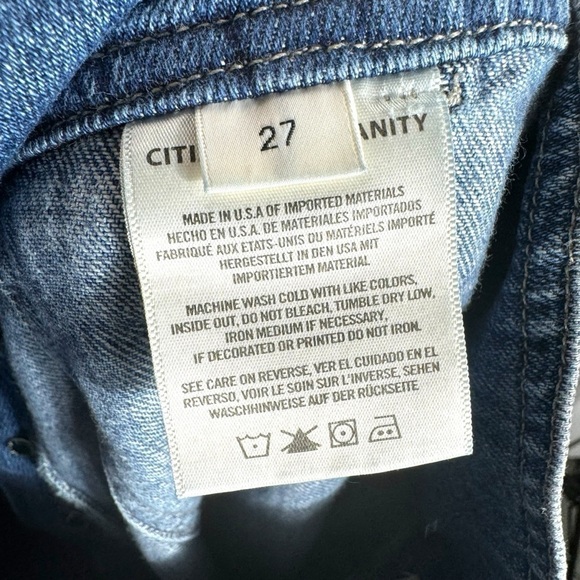 27
CITI ANITY
MADE IN U.S.A OF IMPORTED MATERIALS
HECHO EN U.S.A. DE MATERIALES IMPORTADOS
FABRIQUÉ AUX ETATS-UNIS DU MATÉRIELS IMPORTÉ
HERGESTELLT IN DEN USA MIT
IMPORTIERTEM MATERIAL
MACHINE WASH COLD WITH LIKE COLORS,
INSIDE OUT, DO NOT BLEACH, TUMBLE DRY LOW,
IRON MEDIUM IF NECESSARY,
IF DECORATED OR PRINTED DO NOT IRON.
SEE CARE ON REVERSE, VER EL CUIDADO EN EL
REVERSO, VOIR LE SOIN SUR L'INVERSE, SEHEN
WASCHHINWEISE AUF DER RÜCKSEITE